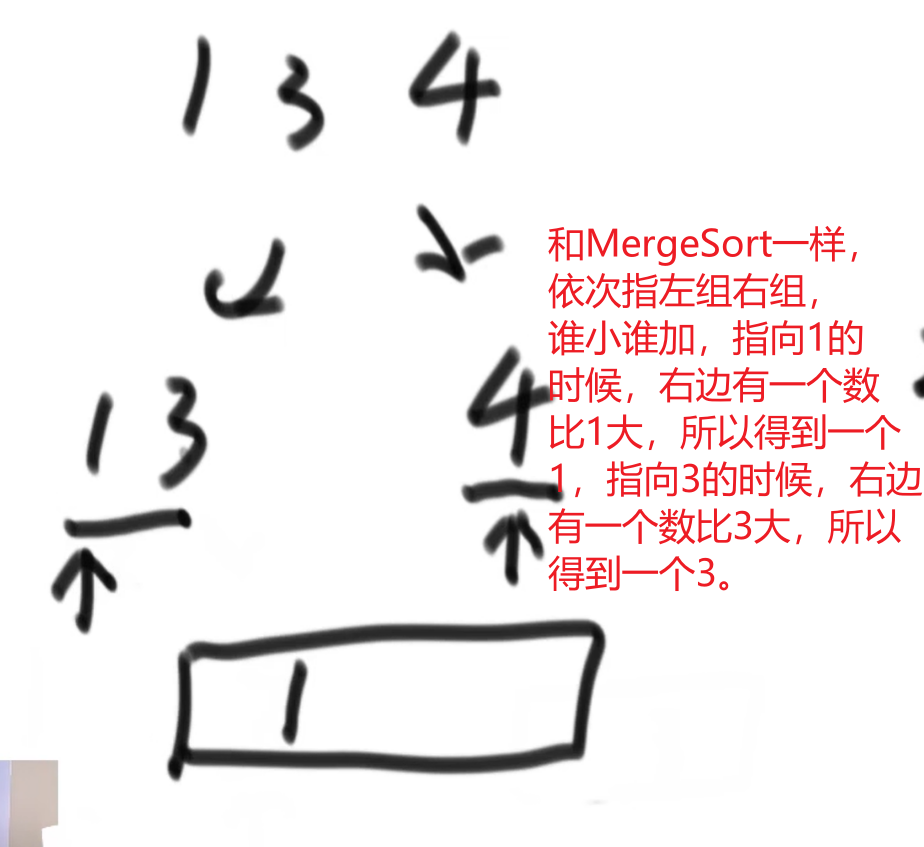 1 3 4
和MergeSort一样，
依次指左组右组，
谁小谁加，指向1的
时候，右边有一个数
比1大，所以得到一个
1，指向3的时候，右边
有一个数比3大，所以
得到一个3。
1 3 4
1